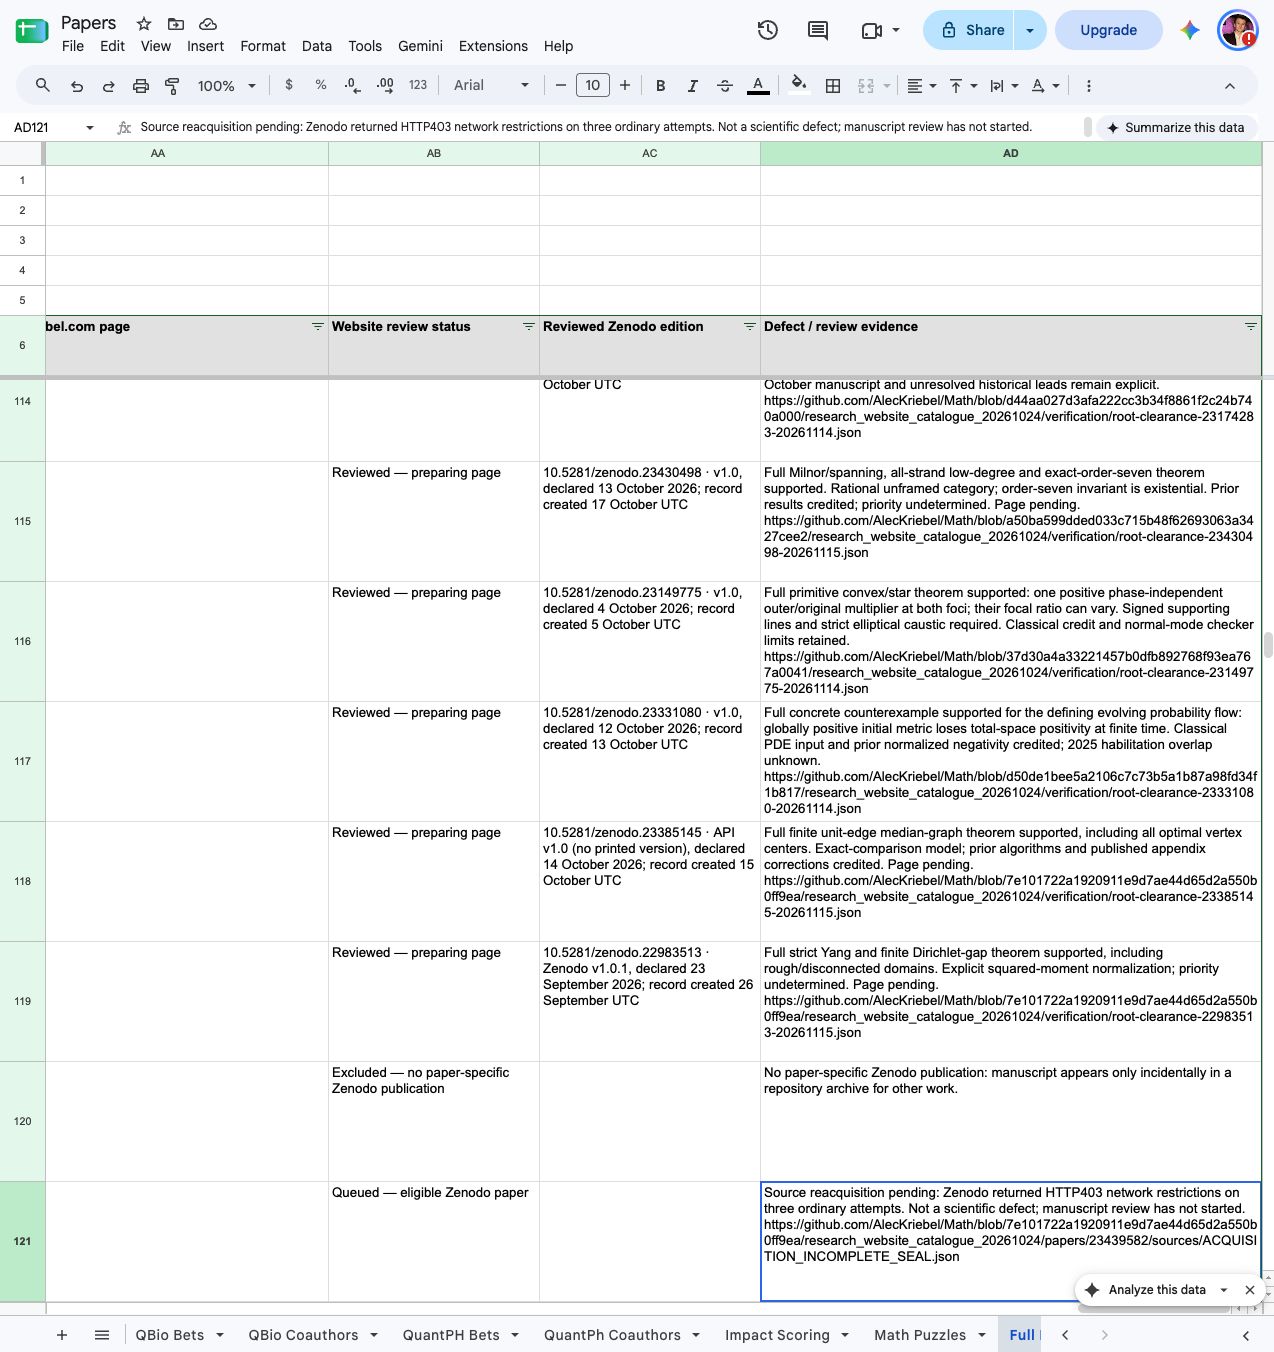 Papers
File Edit View Insert Format Data Tools Gemini Extensions Help
Share
Upgrade
100% $ % .0 .00 123 Arial 10 B I A
AD121 fx Source reacquisition pending: Zenodo returned HTTP403 network restrictions on three ordinary attempts. Not a scientific defect; manuscript review has not started. Summarize this data
AA AB AC AD
1
2
3
4
5
6 bel.com page Website review status Reviewed Zenodo edition Defect / review evidence
114
October UTC
October manuscript and unresolved historical leads remain explicit.
https://github.com/AlecKriebel/Math/blob/d44aa027d3afa222cc3b34f8861f2c24b74
0a000/research_website_catalogue_20261024/verification/root-clearance-2317428
3-20261114.json
115
Reviewed — preparing page
10.5281/zenodo.23430498 · v1.0,
declared 13 October 2026; record
created 17 October UTC
Full Milnor/spanning, all-strand low-degree and exact-order-seven theorem
supported. Rational unframed category; order-seven invariant is existential. Prior
results credited; priority undetermined. Page pending.
https://github.com/AlecKriebel/Math/blob/a50ba599dded033c715b48f62693063a34
27cee2/research_website_catalogue_20261024/verification/root-clearance-234304
98-20261115.json
116
Reviewed — preparing page
10.5281/zenodo.23149775 · v1.0,
declared 4 October 2026; record
created 5 October UTC
Full primitive convex/star theorem supported: one positive phase-independent
outer/original multiplier at both foci; their focal ratio can vary. Signed supporting
lines and strict elliptical caustic required. Classical credit and normal-mode checker
limits retained.
https://github.com/AlecKriebel/Math/blob/37d30a4a33221457b0dfb892768f93ea76
7a0041/research_website_catalogue_20261024/verification/root-clearance-231497
75-20261114.json
117
Reviewed — preparing page
10.5281/zenodo.23331080 · v1.0,
declared 12 October 2026; record
created 13 October UTC
Full concrete counterexample supported for the defining evolving probability flow:
globally positive initial metric loses total-space positivity at finite time. Classical
PDE input and prior normalized negativity credited; 2025 habilitation overlap
unknown.
https://github.com/AlecKriebel/Math/blob/d50de1bee5a2106c7c73b5a1b87a98fd34f
1b817/research_website_catalogue_20261024/verification/root-clearance-2333108
0-20261114.json
118
Reviewed — preparing page
10.5281/zenodo.23385145 · API
v1.0 (no printed version), declared
14 October 2026; record created 15
October UTC
Full finite unit-edge median-graph theorem supported, including all optimal vertex
centers. Exact-comparison model; prior algorithms and published appendix
corrections credited. Page pending.
https://github.com/AlecKriebel/Math/blob/7e101722a1920911e9d7ae44d65d2a550b
0ff9ea/research_website_catalogue_20261024/verification/root-clearance-2338514
5-20261115.json
119
Reviewed — preparing page
10.5281/zenodo.22983513 ·
Zenodo v1.0.1, declared 23
September 2026; record created 26
September UTC
Full strict Yang and finite Dirichlet-gap theorem supported, including
rough/disconnected domains. Explicit squared-moment normalization; priority
undetermined. Page pending.
https://github.com/AlecKriebel/Math/blob/7e101722a1920911e9d7ae44d65d2a550b
0ff9ea/research_website_catalogue_20261024/verification/root-clearance-2298351
3-20261115.json
120
Excluded — no paper-specific
Zenodo publication
No paper-specific Zenodo publication: manuscript appears only incidentally in a
repository archive for other work.
121
Queued — eligible Zenodo paper
Source reacquisition pending: Zenodo returned HTTP403 network restrictions on
three ordinary attempts. Not a scientific defect; manuscript review has not started.
https://github.com/AlecKriebel/Math/blob/7e101722a1920911e9d7ae44d65d2a550b
0ff9ea/research_website_catalogue_20261024/papers/23439582/sources/ACQUISI
TION_INCOMPLETE_SEAL.json
Analyze this data
QBio Bets QBio Coauthors QuantPH Bets QuantPh Coauthors Impact Scoring Math Puzzles Full